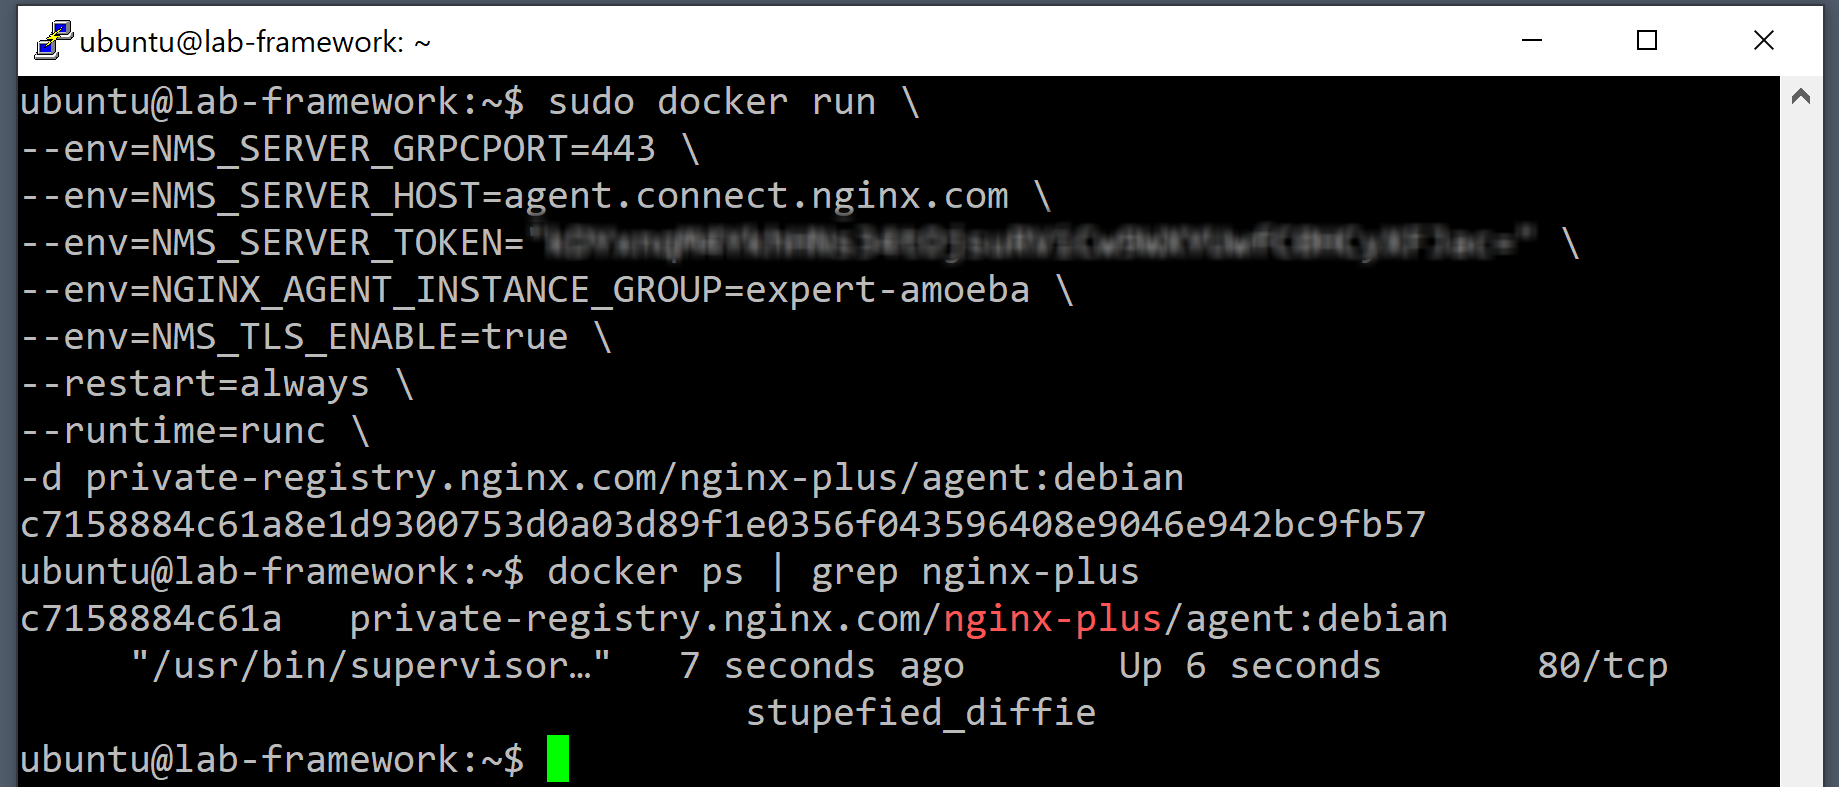 ubuntu@lab-framework: ~
ubuntu@lab-framework:~$ sudo docker run \
--env=NMS_SERVER_GRPCPORT=443 \
--env=NMS_SERVER_HOST=agent.connect.nginx.com \
--env=NMS_SERVER_TOKEN= \
--env=NGINX_AGENT_INSTANCE_GROUP=expert-amoeba \
--env=NMS_TLS_ENABLE=true \
--restart=always \
--runtime=runc \
-d private-registry.nginx.com/nginx-plus/agent:debian
c7158884c61a8e1d9300753d0a03d89f1e0356f043596408e9046e942bc9fb57
ubuntu@lab-framework:~$ docker ps | grep nginx-plus
c7158884c61a   private-registry.nginx.com/nginx-plus/agent:debian
"/usr/bin/supervisor…"   7 seconds ago   Up 6 seconds   80/tcp
stupefied_diffie
ubuntu@lab-framework:~$